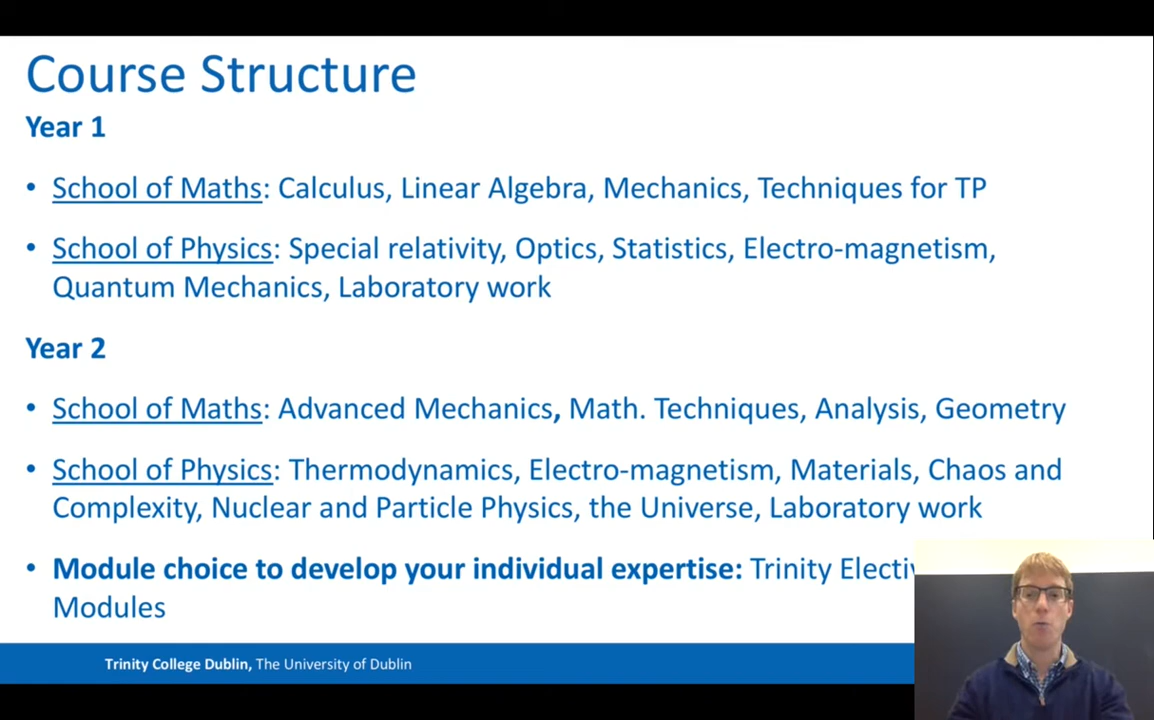 Course Structure
Year 1
• School of Maths: Calculus, Linear Algebra, Mechanics, Techniques for TP
• School of Physics: Special relativity, Optics, Statistics, Electro-magnetism,
Quantum Mechanics, Laboratory work
Year 2
• School of Maths: Advanced Mechanics, Math. Techniques, Analysis, Geometry
• School of Physics: Thermodynamics, Electro-magnetism, Materials, Chaos and
Complexity, Nuclear and Particle Physics, the Universe, Laboratory work
• Module choice to develop your individual expertise: Trinity
Modules
Trinity College Dublin, The University of Dublin